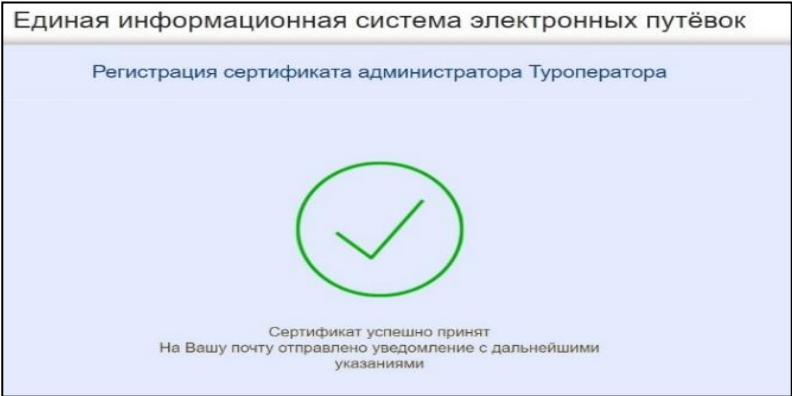 Единая информационная система электронных путёвок
Регистрация сертификата администратора Туроператора
Сертификат успешно принят
На Вашу почту отправлено уведомление с дальнейшими
указаниями